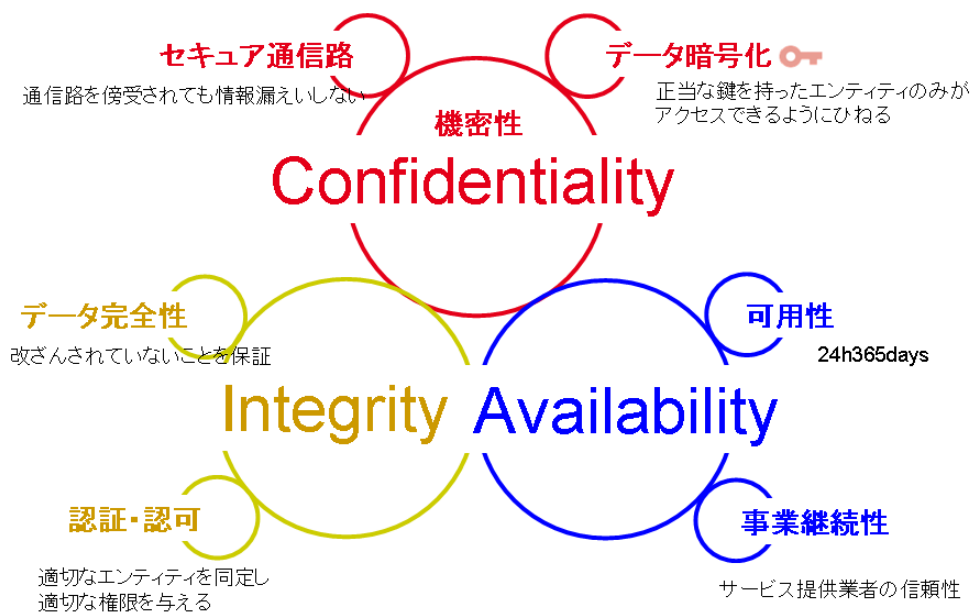 セキュア通信路
通信路を傍受されても情報漏えいしない
データ暗号化
正当な鍵を持ったエンティティのみが
アクセスできるようにひねる
機密性
Confidentiality
データ完全性
改ざんされていないことを保証
可用性
24h365days
Integrity
Availability
認証・認可
適切なエンティティを同定し
適切な権限を与える
事業継続性
サービス提供業者の信頼性